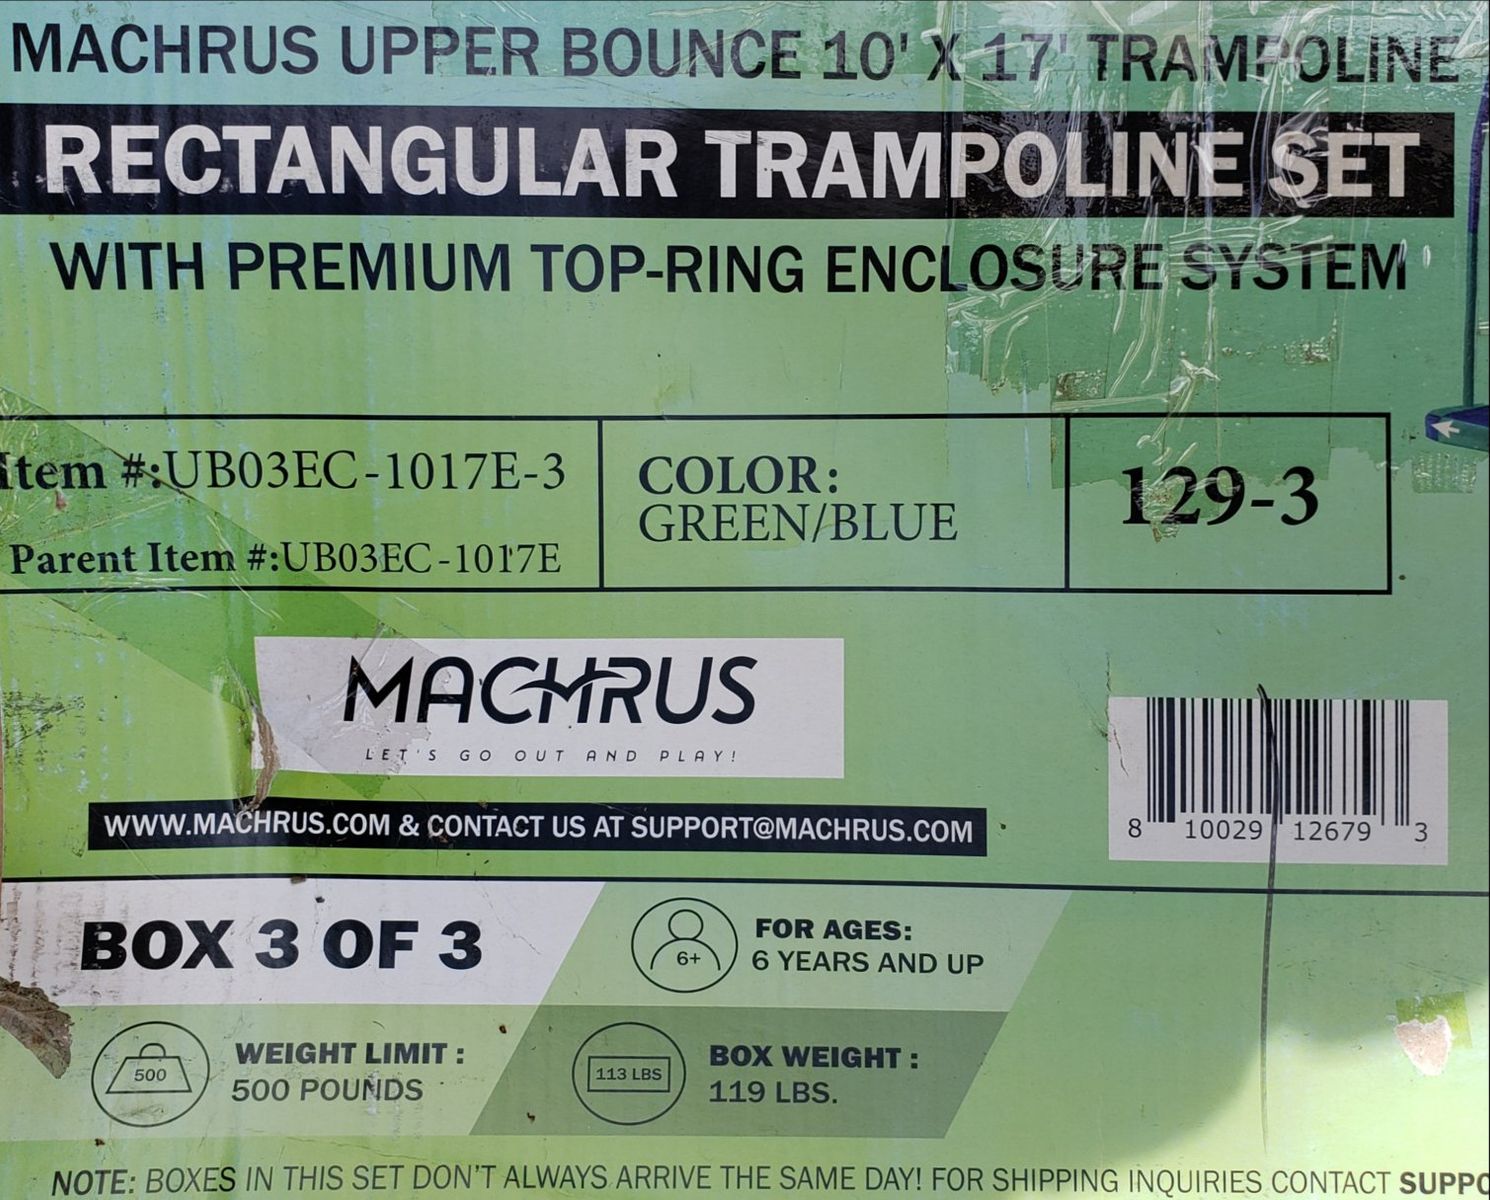 MACHRUS UPPER BOUNCE 10' X 17' TRAMPOLINE
RECTANGULAR TRAMPOLINE SET
WITH PREMIUM TOP-RING ENCLOSURE SYSTEM
Item #:UB03EC-1017E-3
Parent Item #:UB03EC-1017E
COLOR:
GREEN/BLUE
129-3
MACHRUS
LET'S GO OUT AND PLAY!
WWW.MACHRUS.COM & CONTACT US AT SUPPORT@MACHRUS.COM
8 10029 12679 3
BOX 3 OF 3
6+
FOR AGES:
6 YEARS AND UP
500
WEIGHT LIMIT :
500 POUNDS
113 LBS
BOX WEIGHT :
119 LBS.
NOTE: BOXES IN THIS SET DON'T ALWAYS ARRIVE THE SAME DAY! FOR SHIPPING INQUIRIES CONTACT SUPPO